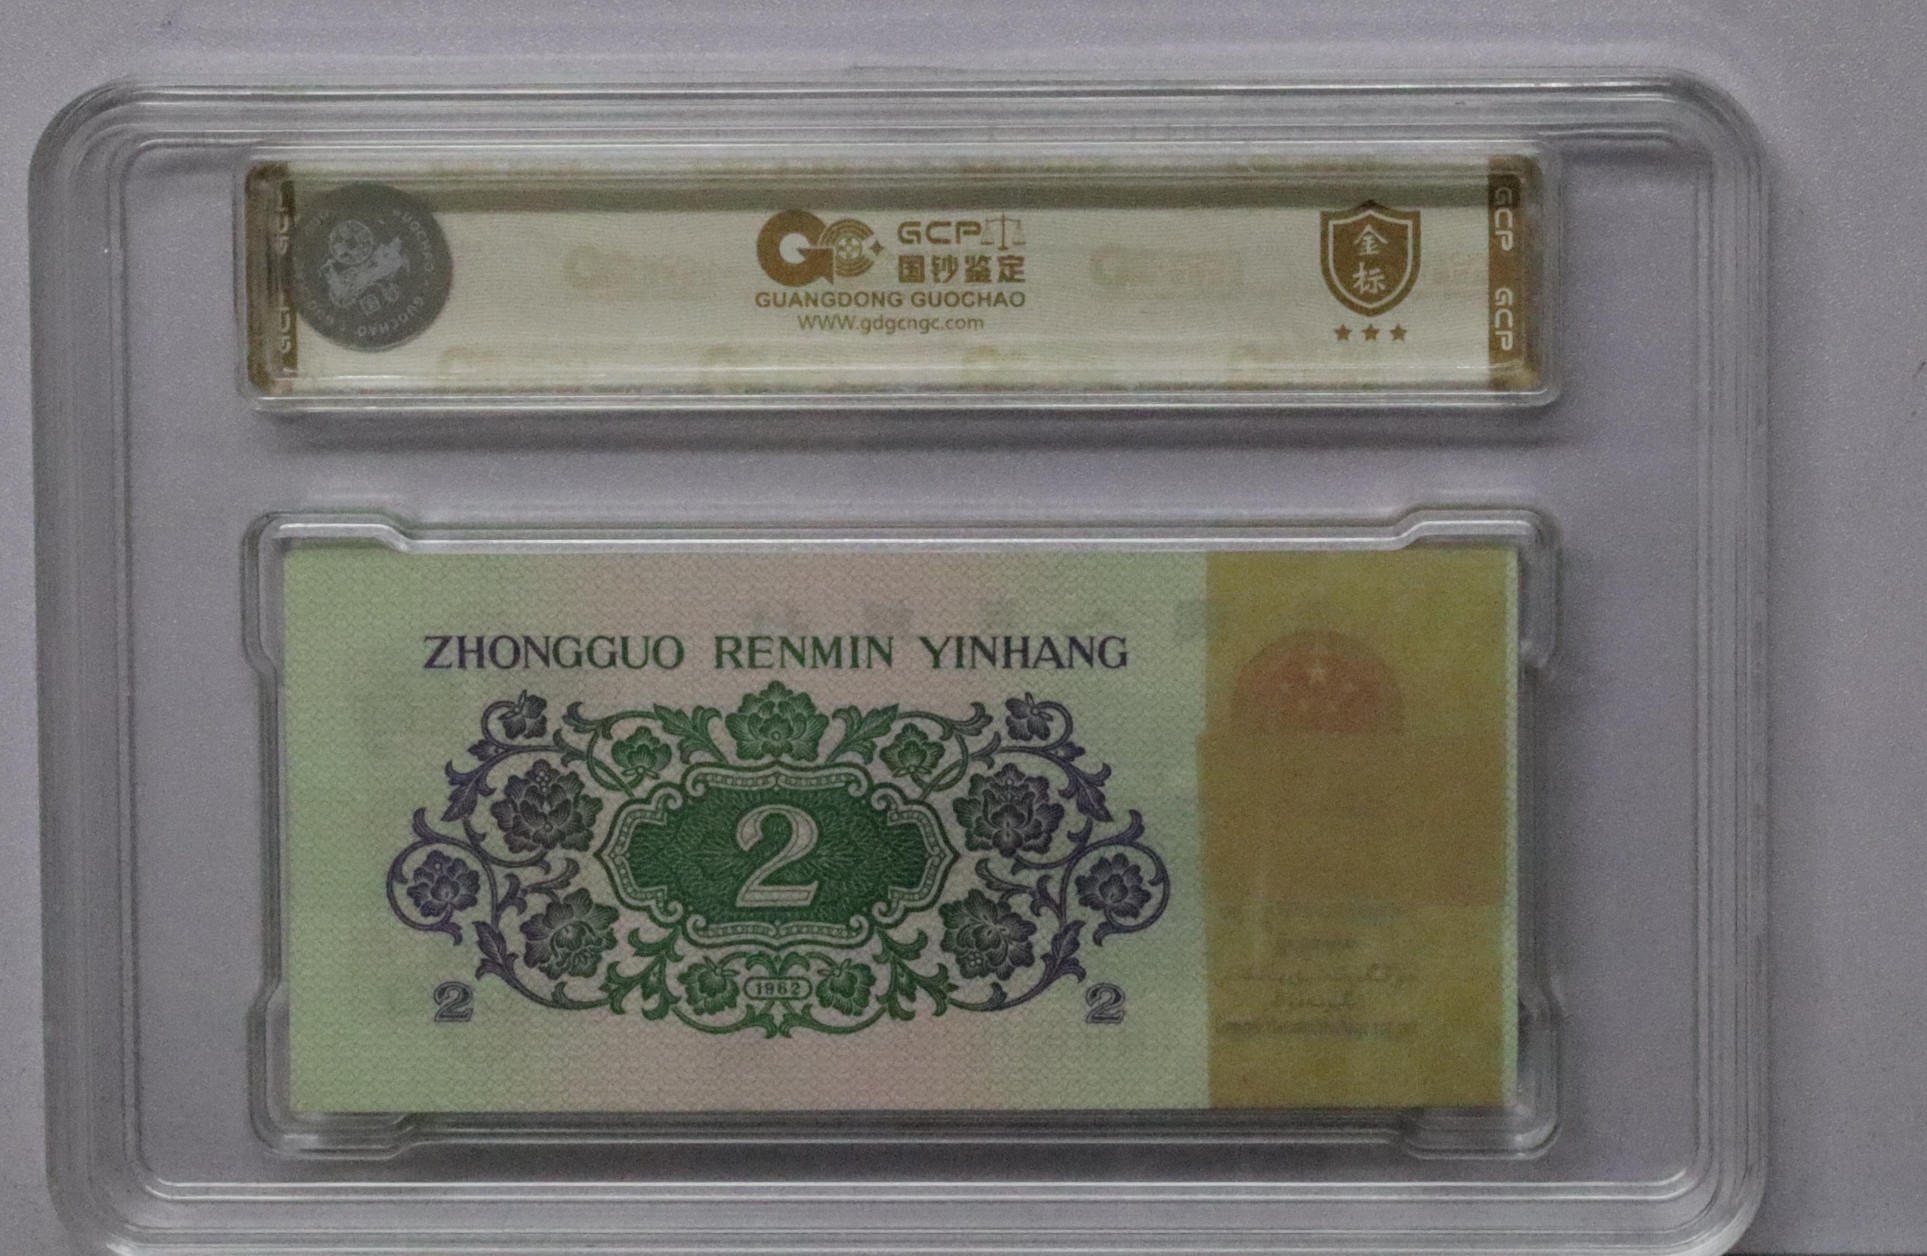 GCP
国钞鉴定
GUANGDONG GUOCHAO
WWW.gdgcngc.com
金标
GCP GCP
ZHONGGUO RENMIN YINHANG
2
1962
2 2